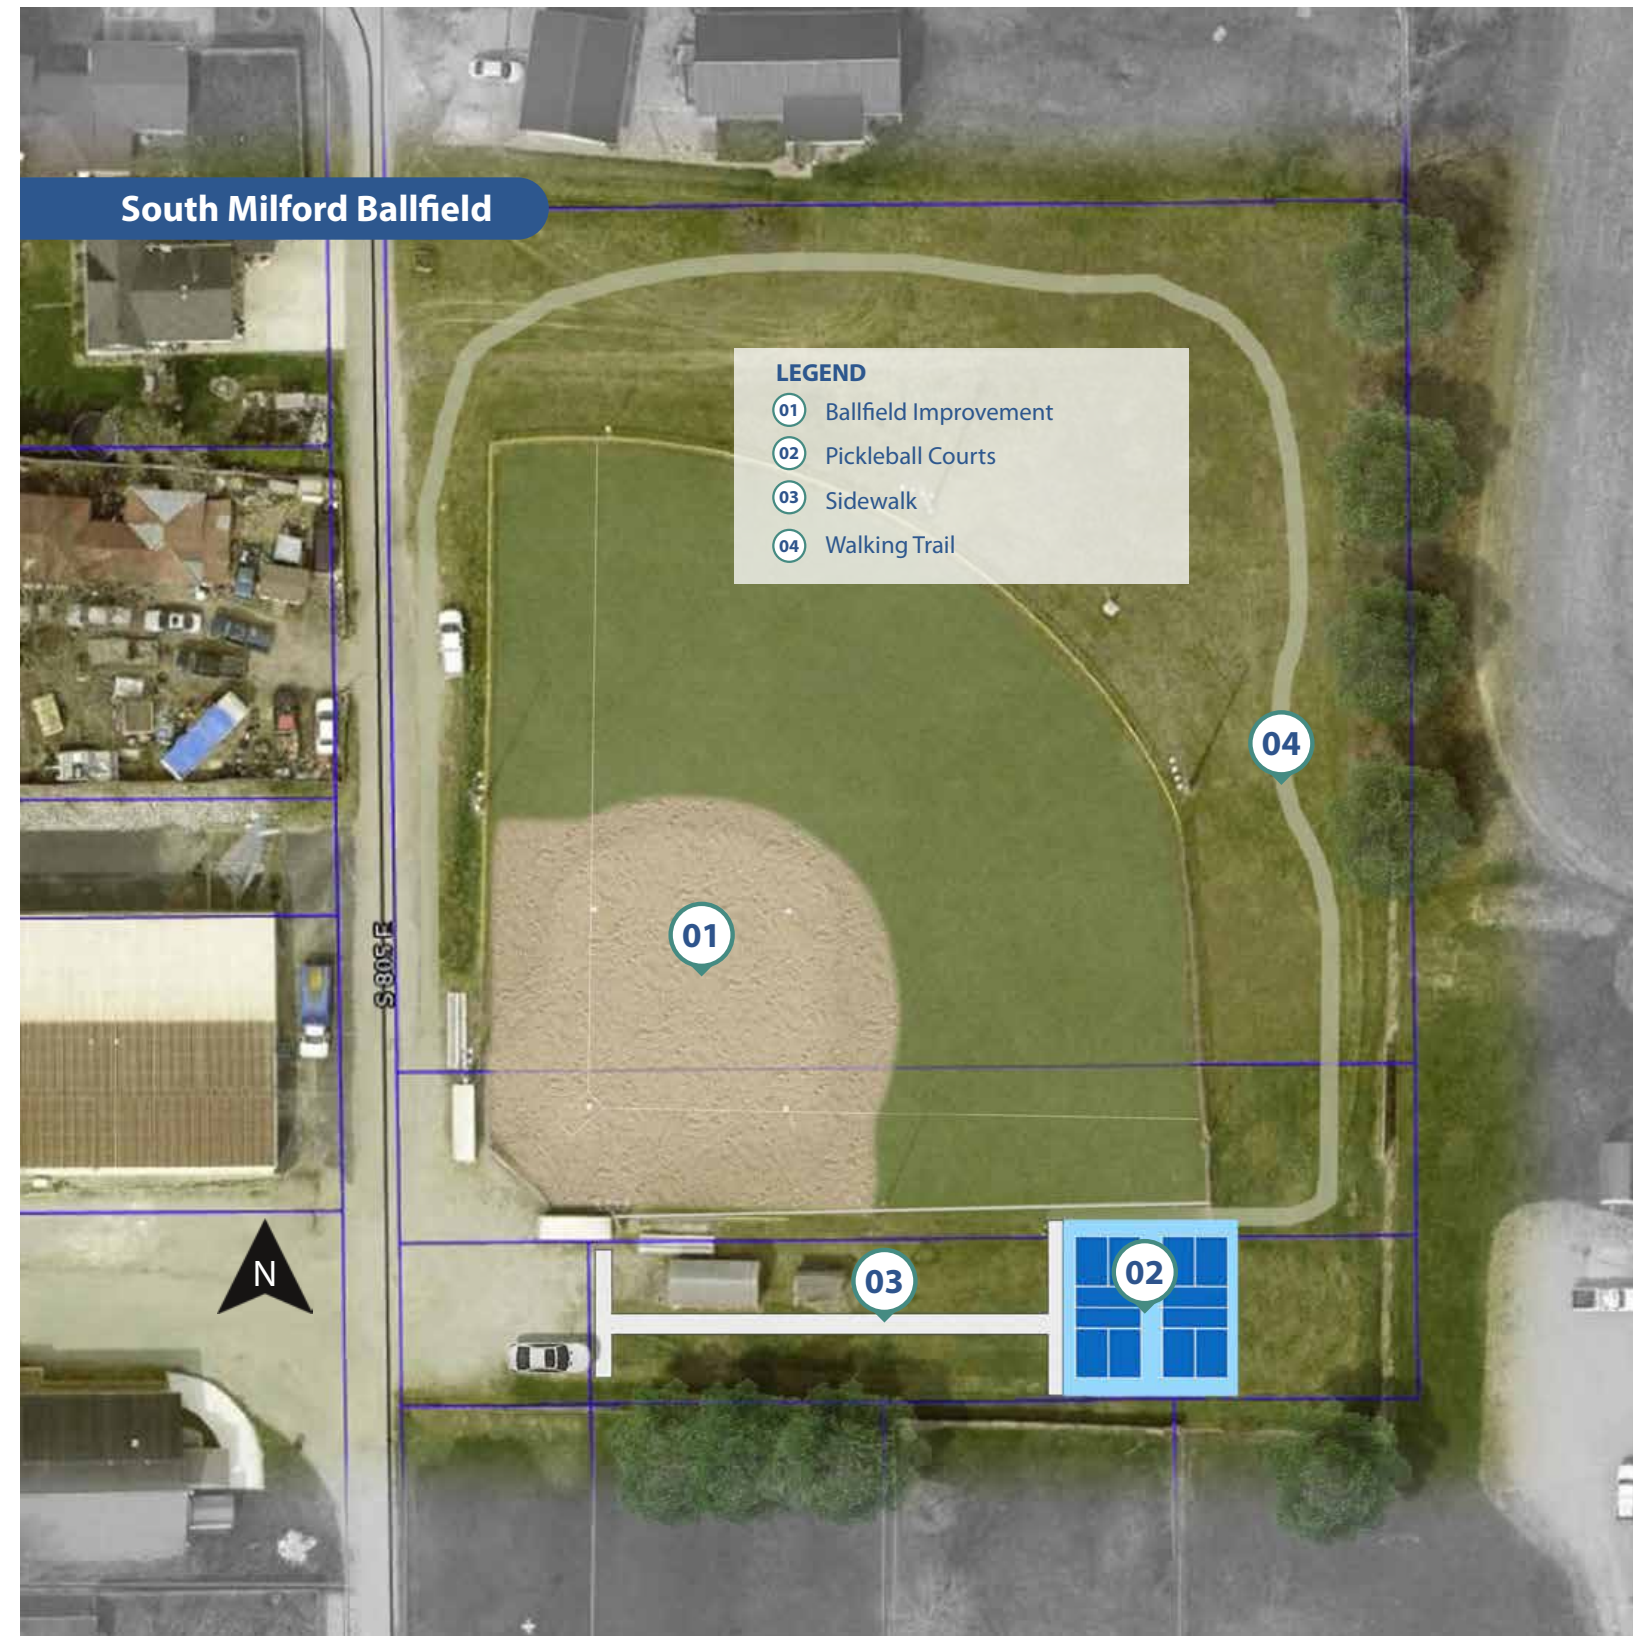 South Milford Ballfield
LEGEND
01 Ballfield Improvement
02 Pickleball Courts
03 Sidewalk
04 Walking Trail
04
01
S 805 E
N
03
02